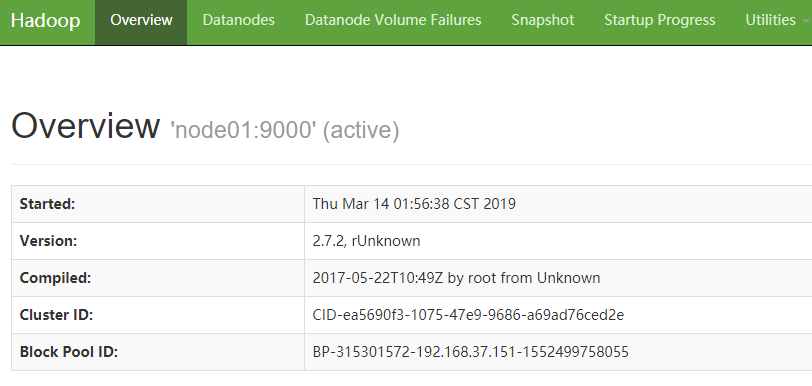 Hadoop Overview Datanodes Datanode Volume Failures Snapshot Startup Progress Utilities
Overview 'node01:9000' (active)
Started: Thu Mar 14 01:56:38 CST 2019
Version: 2.7.2, rUnknown
Compiled: 2017-05-22T10:49Z by root from Unknown
Cluster ID: CID-ea5690f3-1075-47e9-9686-a69ad76ced2e
Block Pool ID: BP-315301572-192.168.37.151-1552499758055